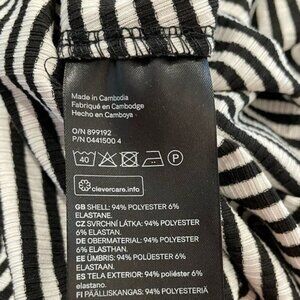 Made in Cambodia
Fabriqué en Cambodge
Hecho en Camboya
O/N 899192
P/N 0441500 4
40
P
clevercare.info
GB SHELL: 94% POLYESTER 6%
ELASTANE.
CZ SVRCHNÍ LÁTKA: 94% POLYESTER
6% ELASTAN.
DE OBERMATERIAL: 94% POLYESTER
6% ELASTHAN
EE ÜMBRIS: 94% POLÜESTER 6%
ELASTAAN
ES TELA EXTERIOR: 94% poliéster 6%
elastano.
FI PÄÄLLISKANGAS: 94% POLYESTERI